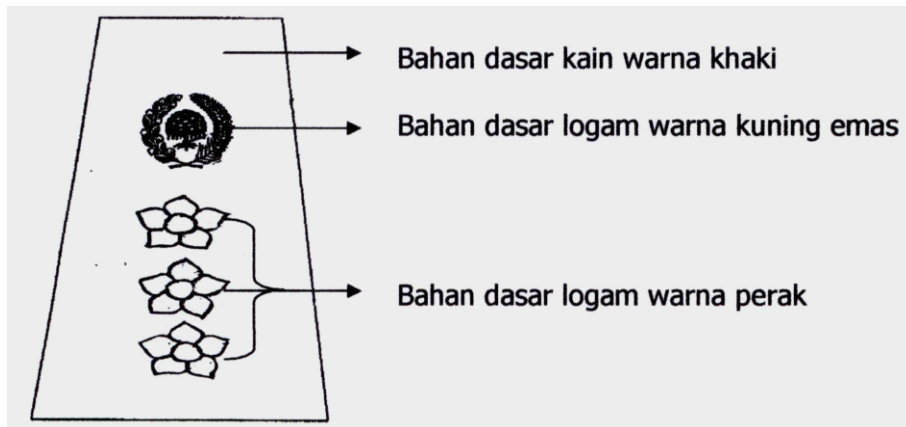 Bahan dasar kain warna khaki
Bahan dasar logam warna kuning emas
Bahan dasar logam warna perak